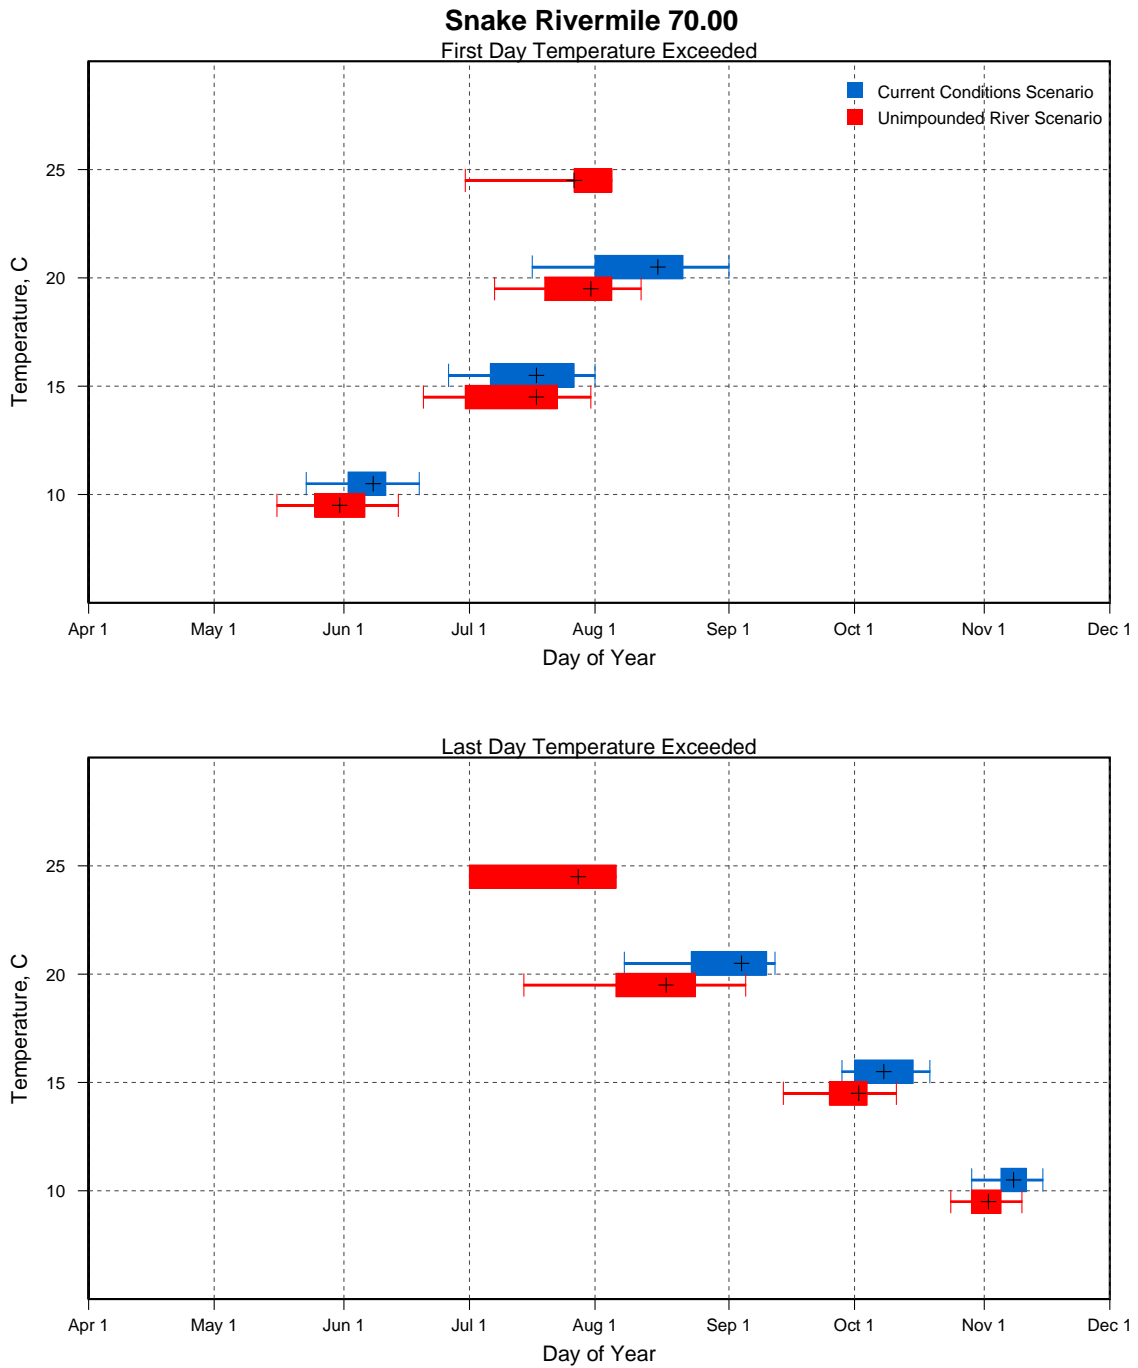 Snake Rivermile 70.00
First Day Temperature Exceeded
Current Conditions Scenario
Unimpounded River Scenario
25
20
15
10
Temperature, C
Apr 1 May 1 Jun 1 Jul 1 Aug 1 Sep 1 Oct 1 Nov 1 Dec 1
Day of Year
Last Day Temperature Exceeded
25
20
15
10
Temperature, C
Apr 1 May 1 Jun 1 Jul 1 Aug 1 Sep 1 Oct 1 Nov 1 Dec 1
Day of Year